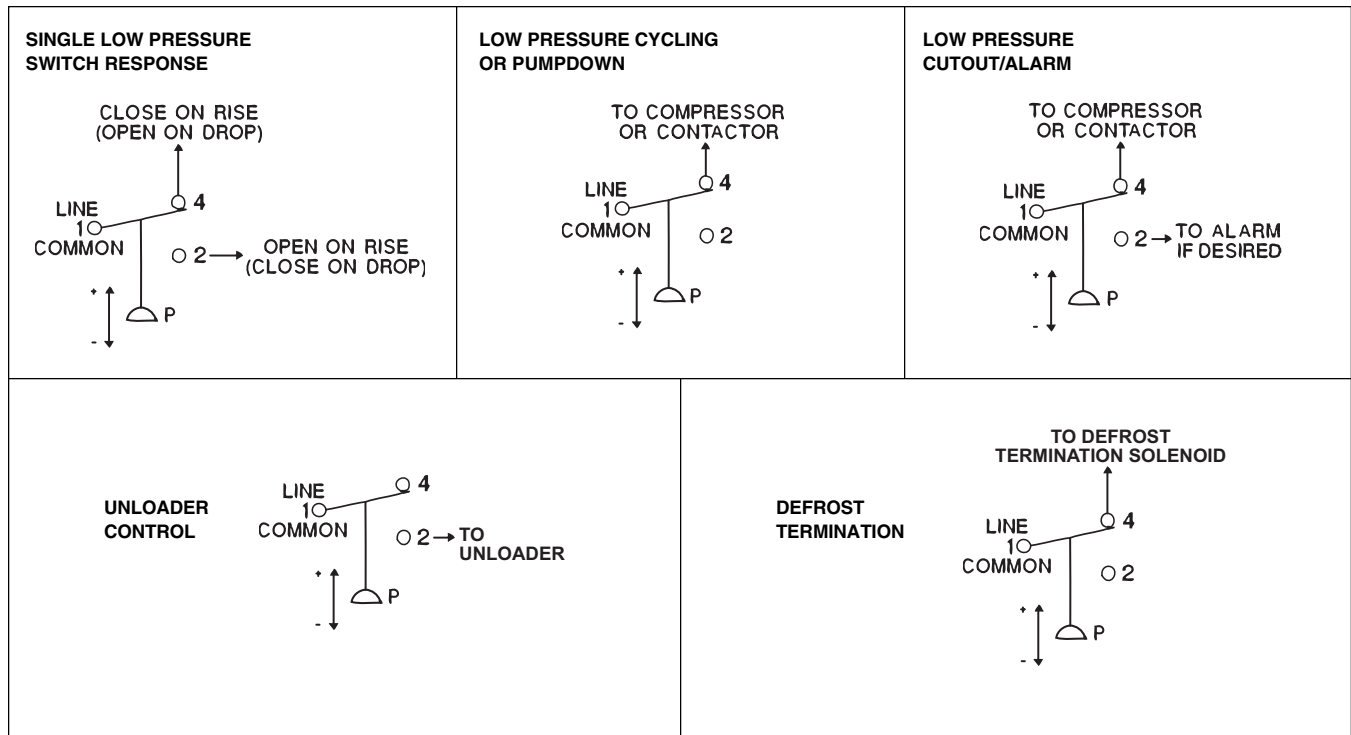 SINGLE LOW PRESSURE
SWITCH RESPONSE
CLOSE ON RISE
(OPEN ON DROP)
4
LINE
1
COMMON
2
OPEN ON RISE
(CLOSE ON DROP)
+
P
-
LOW PRESSURE CYCLING
OR PUMPDOWN
TO COMPRESSOR
OR CONTACTOR
4
LINE
1
COMMON
2
+
P
-
LOW PRESSURE
CUTOUT/ALARM
TO COMPRESSOR
OR CONTACTOR
4
LINE
1
COMMON
2
TO ALARM
IF DESIRED
+
P
-
UNLOADER
CONTROL
4
LINE
1
COMMON
2
TO
UNLOADER
+
P
-
DEFROST
TERMINATION
TO DEFROST
TERMINATION SOLENOID
4
LINE
1
COMMON
2
+
P
-